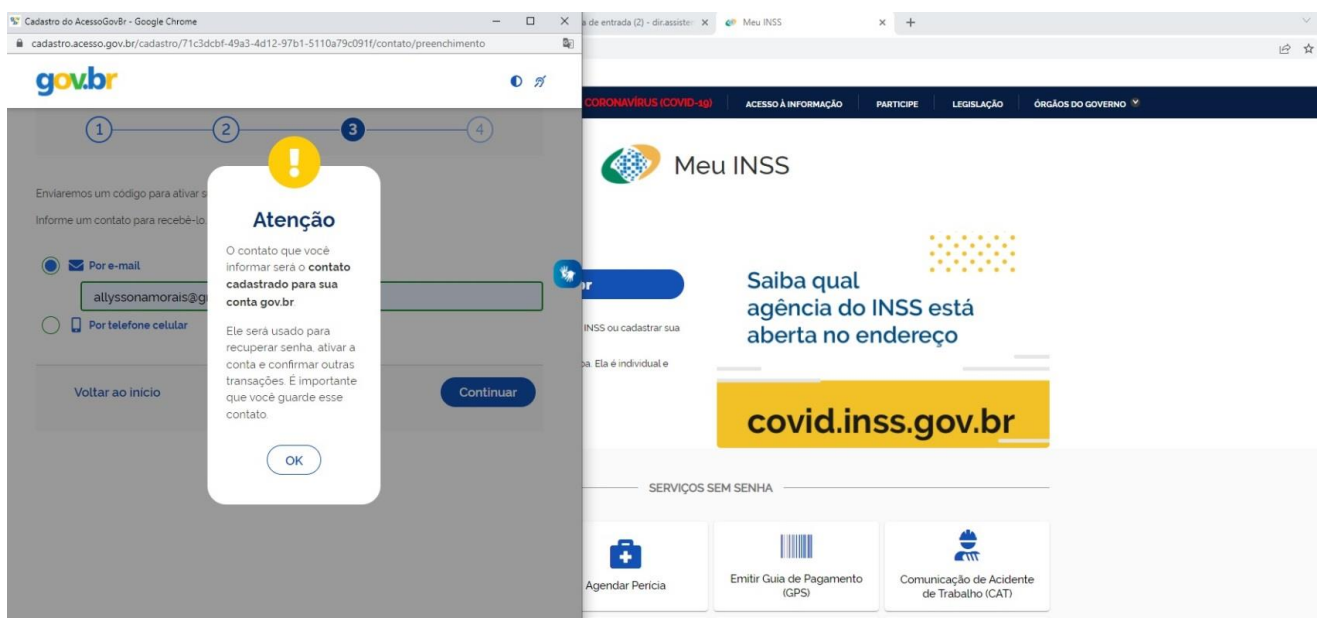 Cadastro do AcessoGovBr - Google Chrome
cadastro.acesso.gov.br/cadastro/71c3dcbf-49a3-4d12-97b1-5110a79c091f/contato/preenchimento
gov.br
1
2
3
4
Enviaremos um código para ativar s
Informe um contato para recebê-lo.
Por e-mail
allyssonamorais@g
Por telefone celular
Voltar ao início
Continuar
!
Atenção
O contato que você
informar será o contato
cadastrado para sua
conta gov.br.
Ele será usado para
recuperar senha, ativar a
conta e confirmar outras
transações. É importante
que você guarde esse
contato.
OK
de entrada (2) - dir.assister
Meu INSS
CORONAVÍRUS (COVID-19)
ACESSO À INFORMAÇÃO
PARTICIPE
LEGISLAÇÃO
ÓRGÃOS DO GOVERNO
Meu INSS
INSS ou cadastrar sua
Ela é individual e
Saiba qual
agência do INSS está
aberta no endereço
covid.inss.gov.br
SERVIÇOS SEM SENHA
Agendar Perícia
Emitir Guia de Pagamento
(GPS)
Comunicação de Acidente
de Trabalho (CAT)